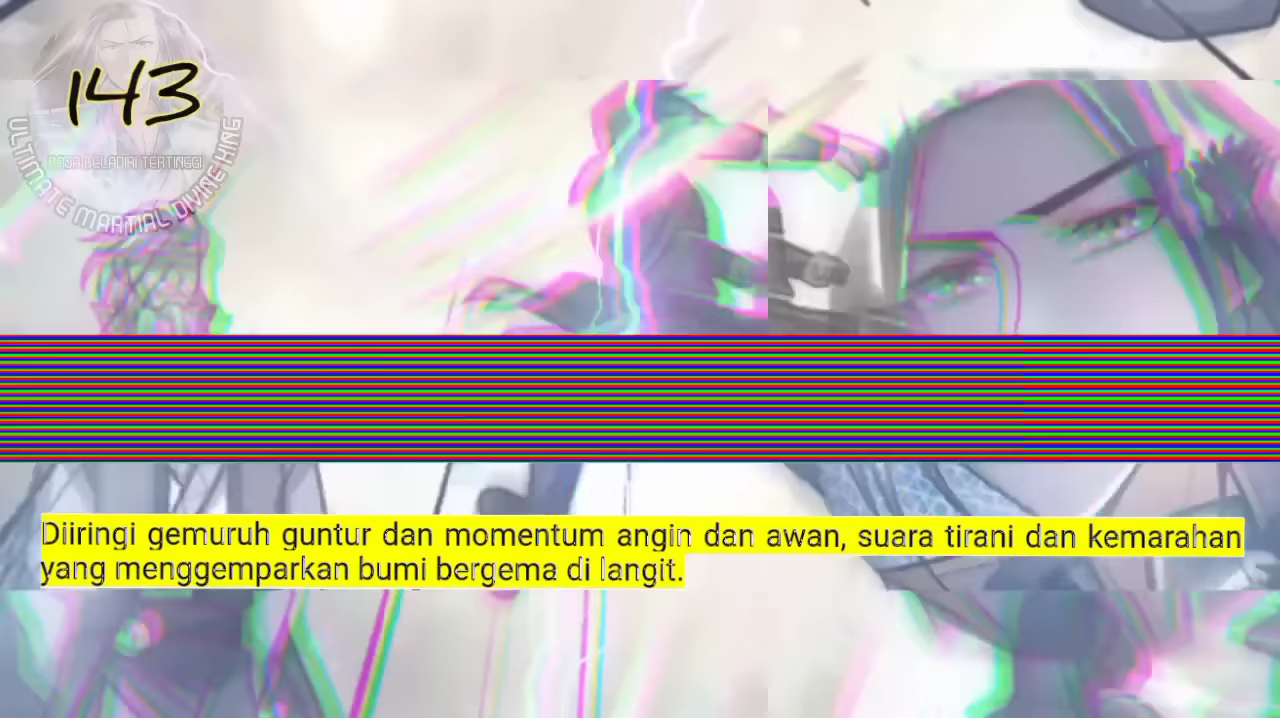 143
ULTIMATE MARTIAL DIVINE KING
Diiringi gemuruh guntur dan momentum angin dan awan, suara tirani dan kemarahan
yang menggemparkan bumi bergema di langit.